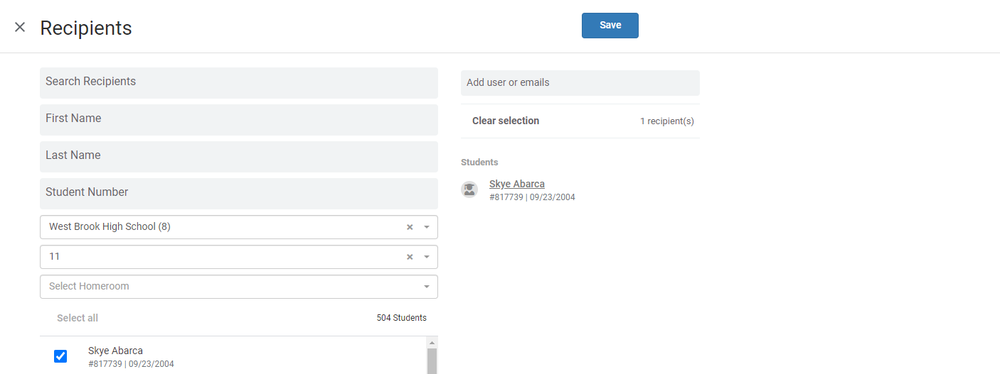 Recipients
Save
Search Recipients
First Name
Last Name
Student Number
West Brook High School (8)
11
Select Homeroom
Select all
504 Students
Skye Abarca
#817739 | 09/23/2004
Add user or emails
Clear selection
1 recipient(s)
Students
Skye Abarca
#817739 | 09/23/2004